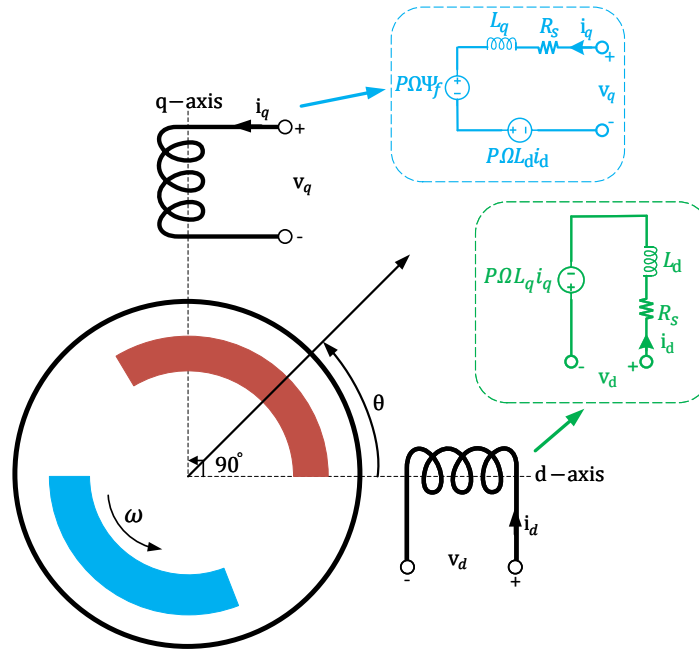 L_q R_s i_q
+
PΩΨ_f + - v_q
-
+ -
PΩL_d i_d
q-axis
i_q
+
v_q
-
PΩL_q i_q - + L_d
R_s
i_d
- +
v_d
θ
90°
d-axis
ω
i_d
- v_d +